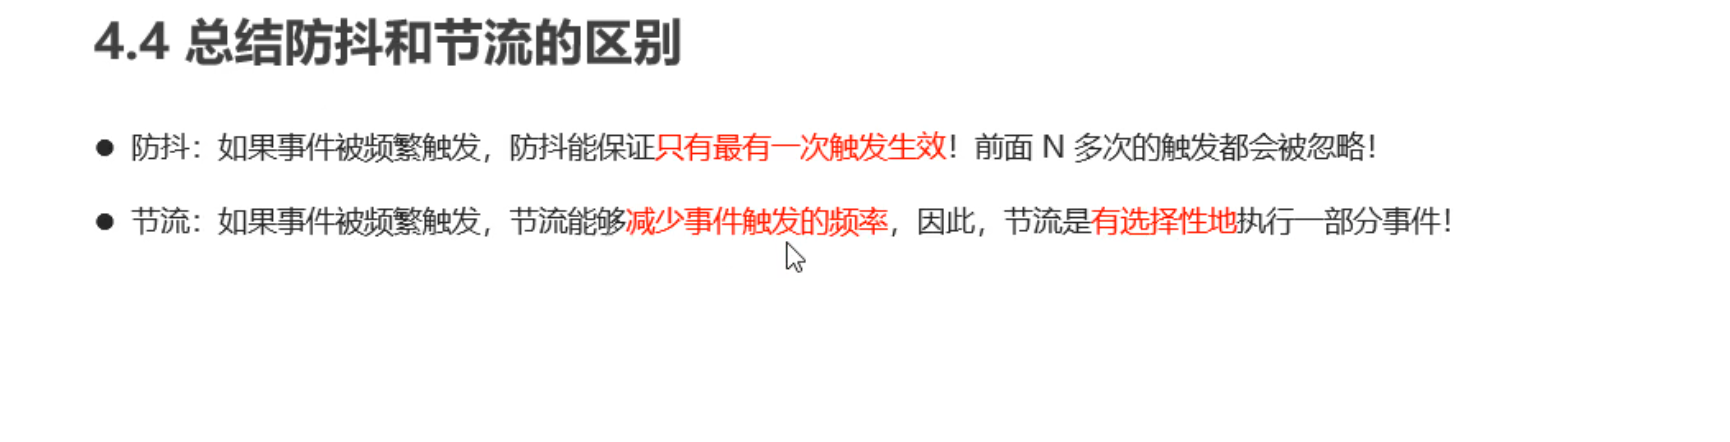 4.4 总结防抖和节流的区别
● 防抖：如果事件被频繁触发，防抖能保证只有最有一次触发生效！前面 N 多次的触发都会被忽略！
● 节流：如果事件被频繁触发，节流能够减少事件触发的频率，因此，节流是有选择性地执行一部分事件！